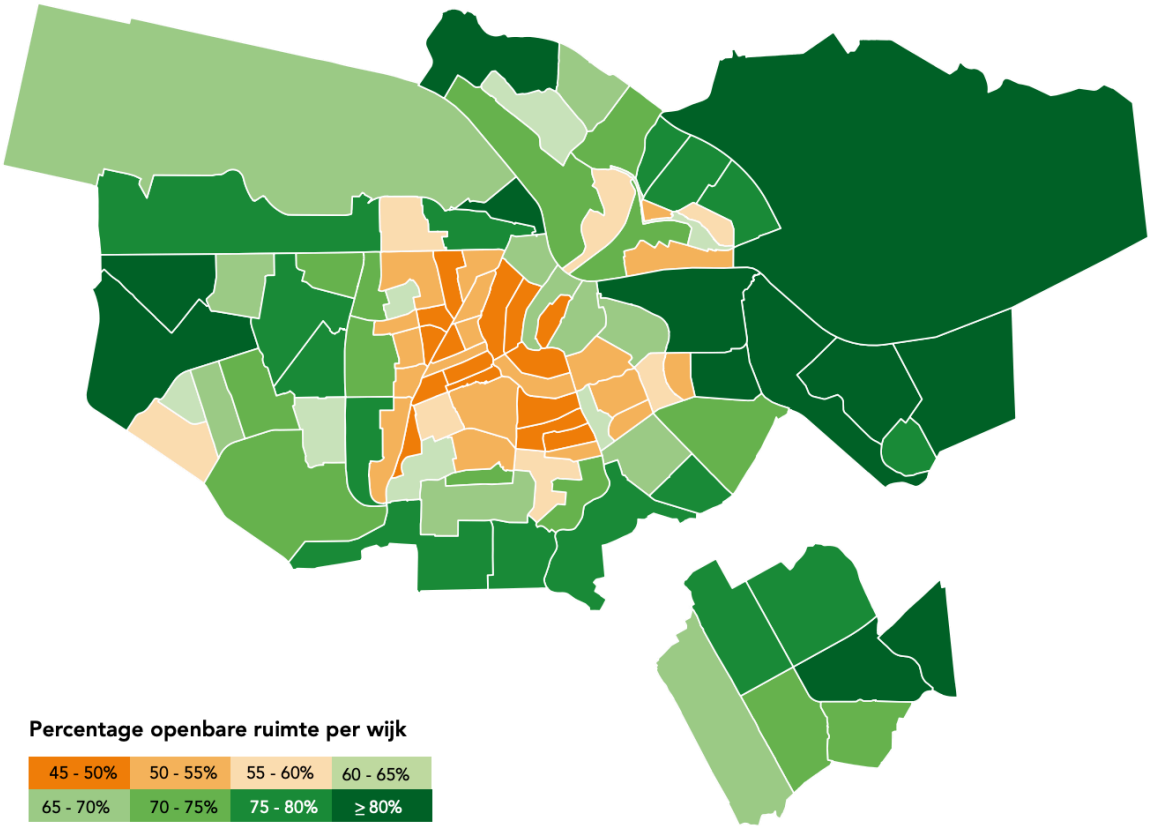 Percentage openbare ruimte per wijk
45 - 50% 50 - 55% 55 - 60% 60 - 65%
65 - 70% 70 - 75% 75 - 80% ≥ 80%